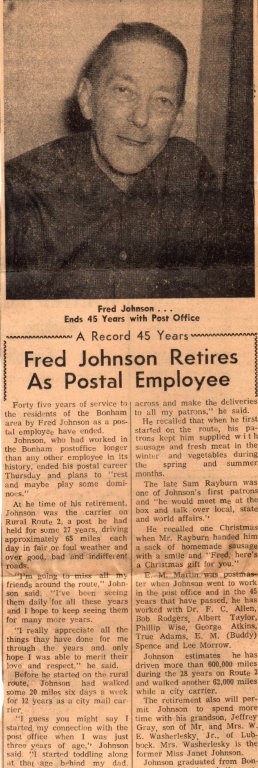 Fred Johnson . . .
Ends 45 Years with Post Office
A Record 45 Years
Fred Johnson Retires
As Postal Employee
Forty five years of service to
the residents of the Bonham
area by Fred Johnson as a pos-
tal employee have ended.
Johnson, who had worked in
the Bonham postoffice longer
than any other employee in its
history, ended his postal career
Thursday and plans to "rest
and maybe play some domi-
nos."
At the time of his retirement,
Johnson was the carrier on
Rural Route 2, a post he had
held for some 27 years, driving
approximately 65 miles each
day in fair or foul weather and
over good, bad and indifferent
roads.
"I'm going to miss all my
friends around the route," John-
son said. "I've been seeing
them daily for all these years
and I hope to keep seeing them
for many more years.
"I really appreciate all the
things they have done for me
through the years and only
hope I was able to merit their
love and respect," he said.
Before he started on the rural
route, Johnson had walked
some 20 miles six days a week
for 12 years as a city mail car-
rier.
"I guess you might say I
started my connection with the
post office when I was just
three years of age," Johnson
said. "I started toddling along
at that age behind my dad,
across and make the deliveries
to all my patrons," he said.
He recalled that when he first
started on the route, his pa-
trons kept him supplied with
sausage and fresh meat in the
winter and vegetables during
the spring and summer
months.
The late Sam Rayburn was
one of Johnson's first patrons
and "he would meet me at the
box and talk over local, state
and world affairs."
He recalled one Christmas
when Mr. Rayburn handed him
a sack of homemade sausage
with a smile and "Fred, here's
a Christmas gift for you."
E. M. Marlin was postmas-
ter when Johnson went to work
in the post office and in the 45
years that have passed, he has
worked with Dr. F. C. Allen,
Bob Rodgers, Albert Taylor,
Phillip Wise, George Atkins,
True Adams, E. M. (Buddy)
Spence and Lee Morrow.
Johnson estimates he has
driven more than 600,000 miles
during the 28 years on Route 2
and walked another 62,000 miles
while a city carrier.
The retirement also will per-
mit Johnson to spend more
time with his grandson, Jeffrey
Gray, son of Mr. and Mrs. W
E. Washerlesky, Jr., of Lub-
bock. Mrs. Washerlesky is the
former Miss Janet Johnson.
Johnson graduated from Bon-